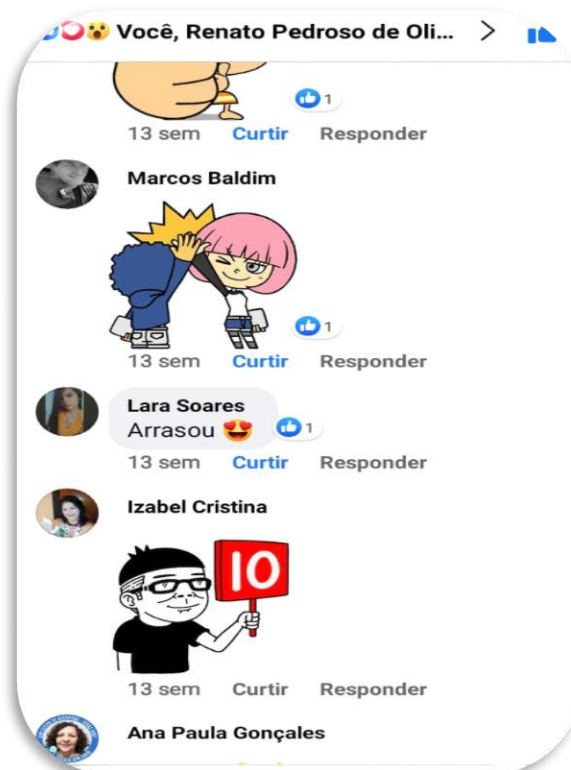 Você, Renato Pedroso de Oli... >
1
13 sem Curtir Responder
Marcos Baldim
1
13 sem Curtir Responder
Lara Soares
Arrasou 😍 1
13 sem Curtir Responder
Izabel Cristina
10
13 sem Curtir Responder
Ana Paula Gonçales